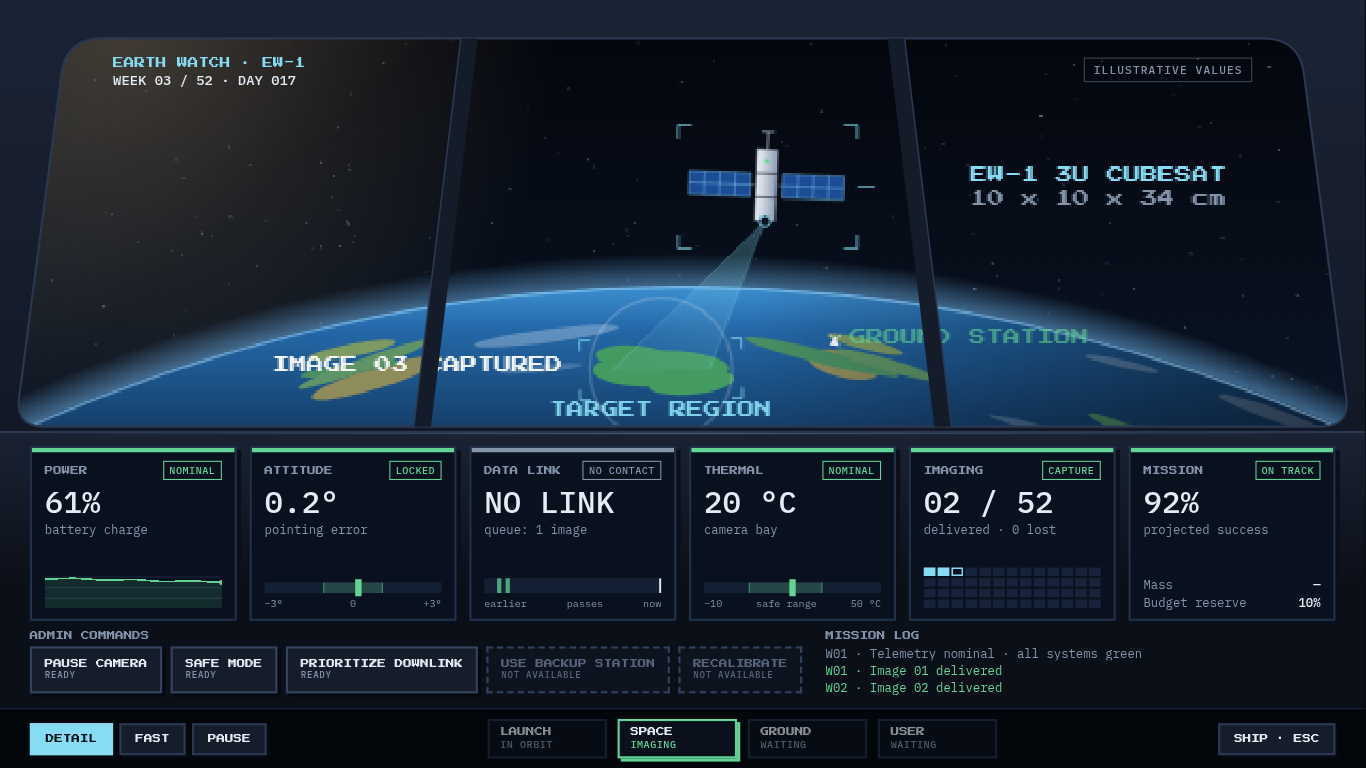 EARTH WATCH · EW-1
WEEK 03 / 52 · DAY 017
ILLUSTRATIVE VALUES
EW-1 3U CUBESAT
10 x 10 x 34 cm
GROUND STATION
IMAGE 03 CAPTURED
TARGET REGION
POWER
NOMINAL
61%
battery charge
ATTITUDE
LOCKED
0.2°
pointing error
−3° 0 +3°
DATA LINK
NO CONTACT
NO LINK
queue: 1 image
earlier passes now
THERMAL
NOMINAL
20 °C
camera bay
−10 safe range 50 °C
IMAGING
CAPTURE
02 / 52
delivered · 0 lost
MISSION
ON TRACK
92%
projected success
Mass —
Budget reserve 10%
ADMIN COMMANDS
PAUSE CAMERA
READY
SAFE MODE
READY
PRIORITIZE DOWNLINK
READY
USE BACKUP STATION
NOT AVAILABLE
RECALIBRATE
NOT AVAILABLE
MISSION LOG
W01 · Telemetry nominal · all systems green
W01 · Image 01 delivered
W02 · Image 02 delivered
DETAIL
FAST
PAUSE
LAUNCH
IN ORBIT
SPACE
IMAGING
GROUND
WAITING
USER
WAITING
SHIP · ESC